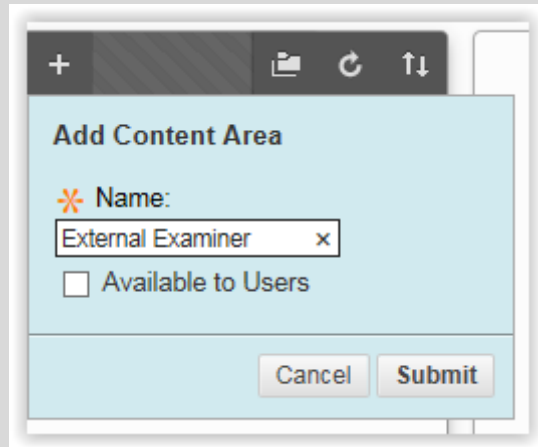 Add Content Area
Name:
External Examiner
Available to Users
Cancel Submit